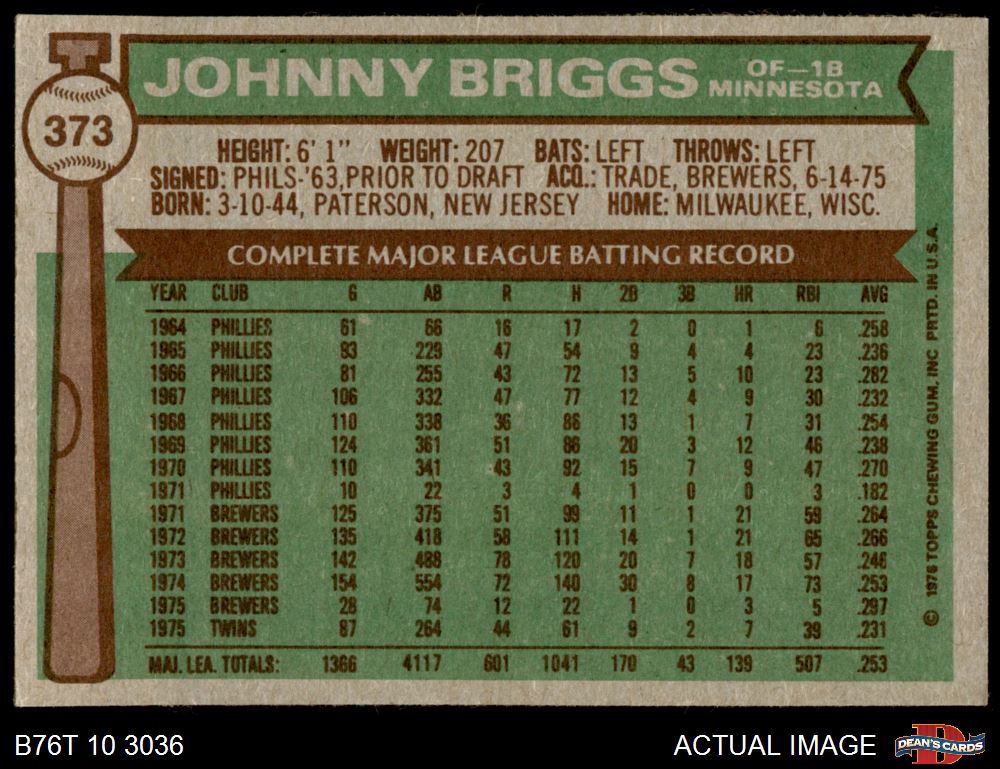 373
JOHNNY BRIGGS OF—1B
MINNESOTA
HEIGHT: 6' 1" WEIGHT: 207 BATS: LEFT THROWS: LEFT
SIGNED: PHILS-'63,PRIOR TO DRAFT ACQ.: TRADE, BREWERS, 6-14-75
BORN: 3-10-44, PATERSON, NEW JERSEY HOME: MILWAUKEE, WISC.
COMPLETE MAJOR LEAGUE BATTING RECORD
YEAR CLUB G AB R H 2B 3B HR RBI AVG
1964 PHILLIES 61 66 16 17 2 0 1 6 .258
1965 PHILLIES 93 229 47 54 9 4 4 23 .236
1966 PHILLIES 81 255 43 72 13 5 10 23 .282
1967 PHILLIES 106 332 47 77 12 4 9 30 .232
1968 PHILLIES 110 338 36 86 13 1 7 31 .254
1969 PHILLIES 124 361 51 86 20 3 12 46 .238
1970 PHILLIES 110 341 43 92 15 7 9 47 .270
1971 PHILLIES 10 22 3 4 1 0 0 3 .182
1971 BREWERS 125 375 51 99 11 1 21 59 .264
1972 BREWERS 135 418 58 111 14 1 21 65 .266
1973 BREWERS 142 488 78 120 20 7 18 57 .246
1974 BREWERS 154 554 72 140 30 8 17 73 .253
1975 BREWERS 28 74 12 22 1 0 3 5 .297
1975 TWINS 87 264 44 61 9 2 7 39 .231
MAJ. LEA. TOTALS: 1366 4117 601 1041 170 43 139 507 .253
© 1976 TOPPS CHEWING GUM, INC PRTD. IN U.S.A.
B76T 10 3036
ACTUAL IMAGE
D
DEAN'S CARDS